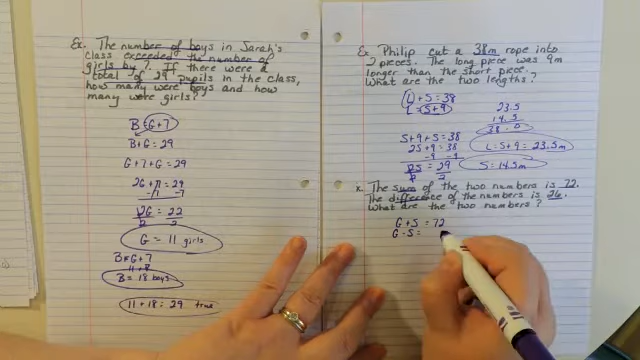 Ex. The number of boys in Sarah's
class exceeded the number of
girls by 7. If there were a
total of 29 pupils in the class,
how many were boys and how
many were girls?
B = G+7
B+G = 29
G+7+G = 29
2G+7 = 29
-7 -7
2G = 22
2 2
G = 11 girls
B = G+7
11+7
B = 18 boys
11+18 = 29 true
Ex Philip cut a 38m rope into
2 pieces. The long piece was 9m
longer than the short piece.
What are the two lengths?
L+S = 38
L = S+9
23.5
14.5
38.0
S+9+S = 38
2S+9 = 38
-9 -9
2S = 29
2 2
L = S+9 = 23.5m
S = 14.5m
x. The sum of the two numbers is 72.
The difference of the numbers is 26.
What are the two numbers?
G+S = 72
G-S =